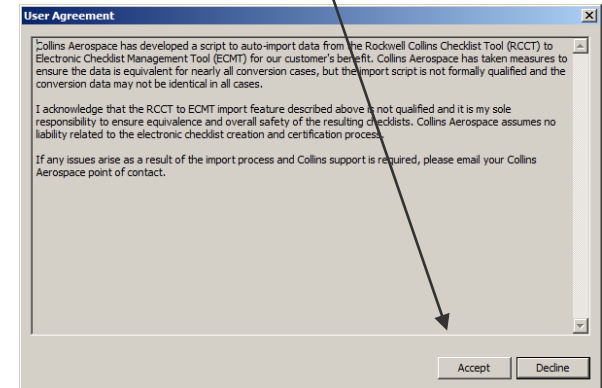 User Agreement
Collins Aerospace has developed a script to auto-import data from the Rockwell Collins Checklist Tool (RCCT) to
Electronic Checklist Management Tool (ECMT) for our customer's benefit. Collins Aerospace has taken measures to
ensure the data is equivalent for nearly all conversion cases, but the import script is not formally qualified and the
conversion data may not be identical in all cases.
I acknowledge that the RCCT to ECMT import feature described above is not qualified and it is my sole
responsibility to ensure equivalence and overall safety of the resulting checklists. Collins Aerospace assumes no
liability related to the electronic checklist creation and certification process.
If any issues arise as a result of the import process and Collins support is required, please email your Collins
Aerospace point of contact.
Accept Decline